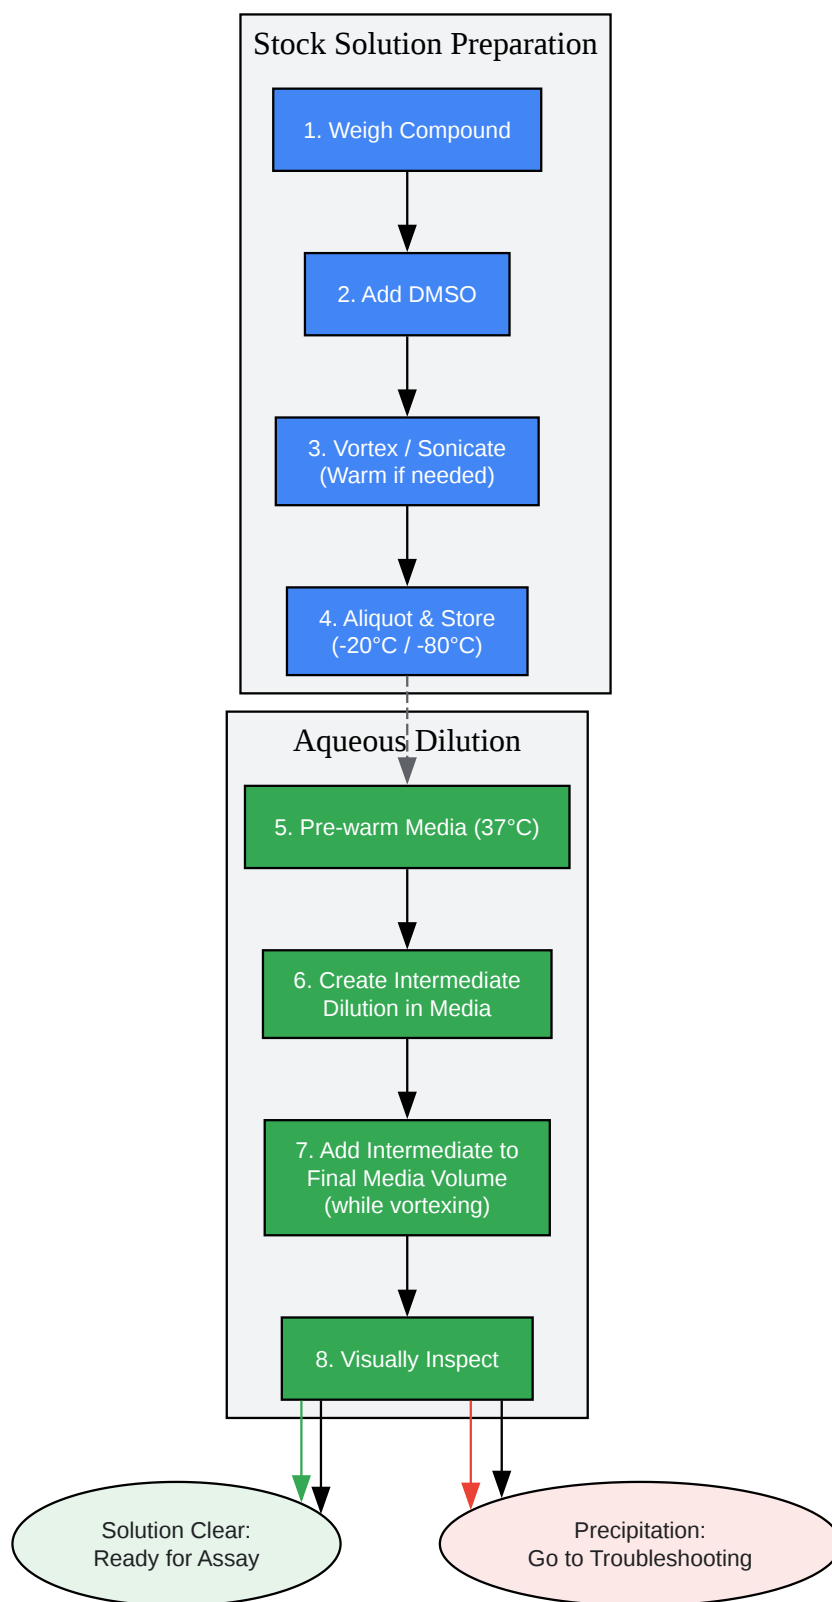 Stock Solution Preparation
1. Weigh Compound
2. Add DMSO
3. Vortex / Sonicate
(Warm if needed)
4. Aliquot & Store
(-20°C / -80°C)
Aqueous Dilution
5. Pre-warm Media (37°C)
6. Create Intermediate
Dilution in Media
7. Add Intermediate to
Final Media Volume
(while vortexing)
8. Visually Inspect
Solution Clear:
Ready for Assay
Precipitation:
Go to Troubleshooting